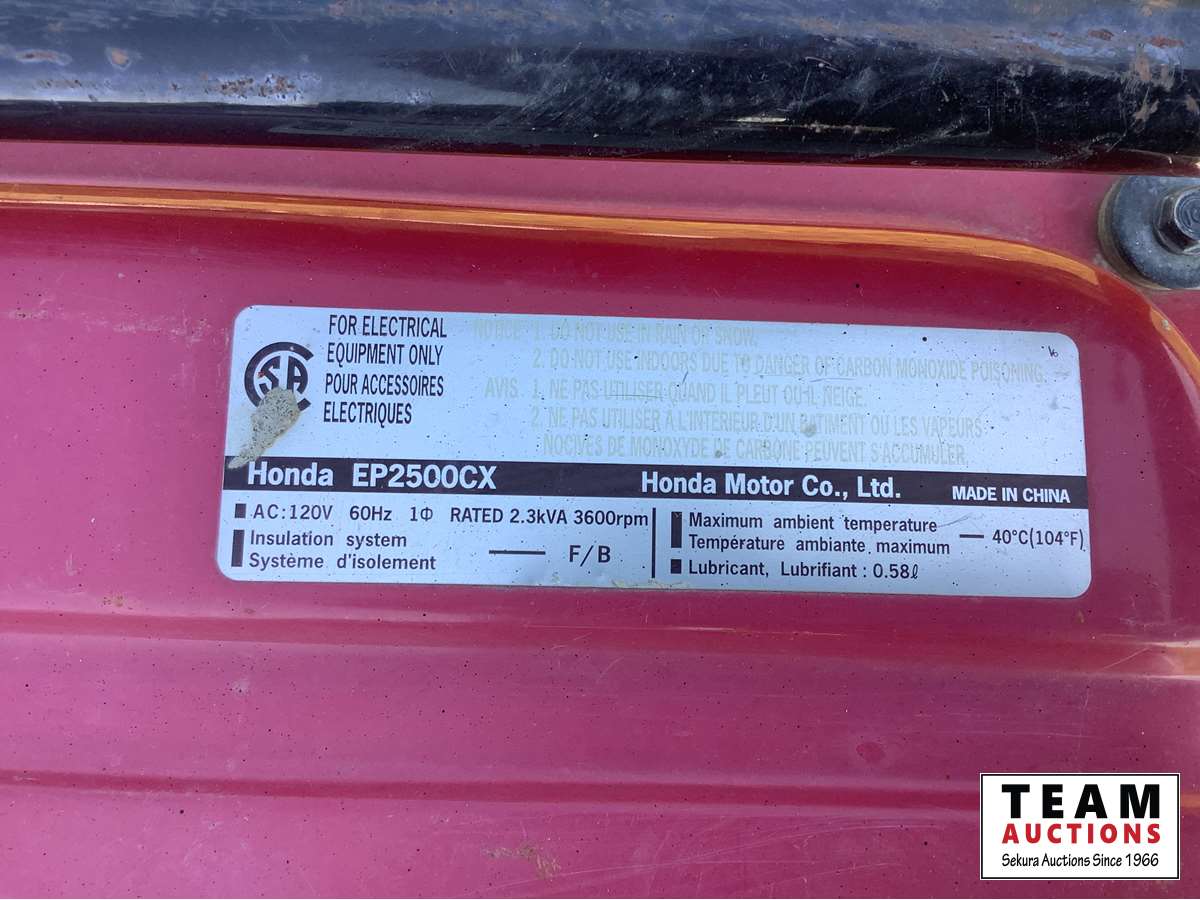 CSA
FOR ELECTRICAL
EQUIPMENT ONLY
POUR ACCESSOIRES
ELECTRIQUES
NOTICE 1. DO NOT USE IN RAIN OR SNOW.
2. DO NOT USE INDOORS DUE TO DANGER OF CARBON MONOXIDE POISONING.
AVIS 1. NE PAS UTILISER QUAND IL PLEUT OU IL NEIGE.
2. NE PAS UTILISER À L'INTÉRIEUR D'UN BATIMENT OU LES VAPEURS
NOCIVES DE MONOXYDE DE CARBONE PEUVENT S'ACCUMULER.
Honda EP2500CX
Honda Motor Co., Ltd.
MADE IN CHINA
AC:120V 60Hz 1Φ RATED 2.3kVA 3600rpm
Insulation system
Système d'isolement
F/B
Maximum ambient temperature
Température ambiante maximum
40°C(104°F)
Lubricant, Lubrifiant : 0.58ℓ
TEAM
AUCTIONS
Sekura Auctions Since 1966